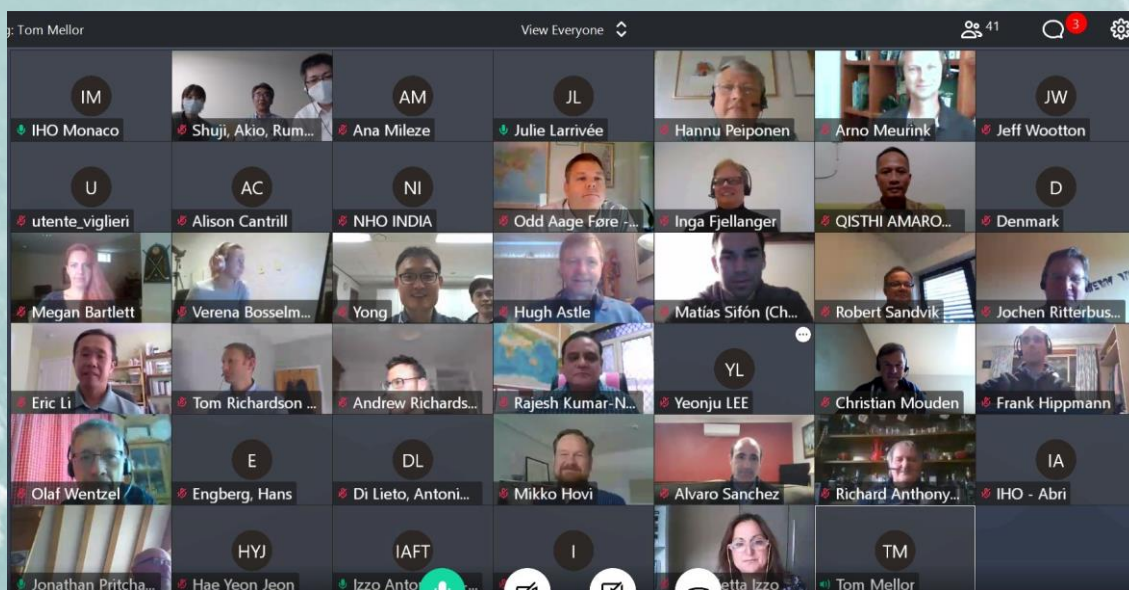 g: Tom Mellor
View Everyone
41
3
IM
AM
JL
JW
IHO Monaco
Shuji, Akio, Rum...
Ana Mileze
Julie Larrivée
Hannu Peiponen
Arno Meurink
Jeff Wootton
U
AC
NI
D
utente_viglieri
Alison Cantrill
NHO INDIA
Odd Aage Føre -...
Inga Fjellanger
QISTHI AMARO...
Denmark
Megan Bartlett
Verena Bosselm...
Yong
Hugh Astle
Matías Sifón (Ch...
Robert Sandvik
Jochen Ritterbus...
YL
Eric Li
Tom Richardson ...
Andrew Richards...
Rajesh Kumar-N...
Yeonju LEE
Christian Mouden
Frank Hippmann
E
DL
IA
Olaf Wentzel
Engberg, Hans
Di Lieto, Antoni...
Mikko Hovi
Alvaro Sanchez
Richard Anthony...
IHO - Abri
HYJ
IAFT
I
TM
Jonathan Pritcha...
Hae Yeon Jeon
Izzo Anto
etta Izzo
Tom Mellor